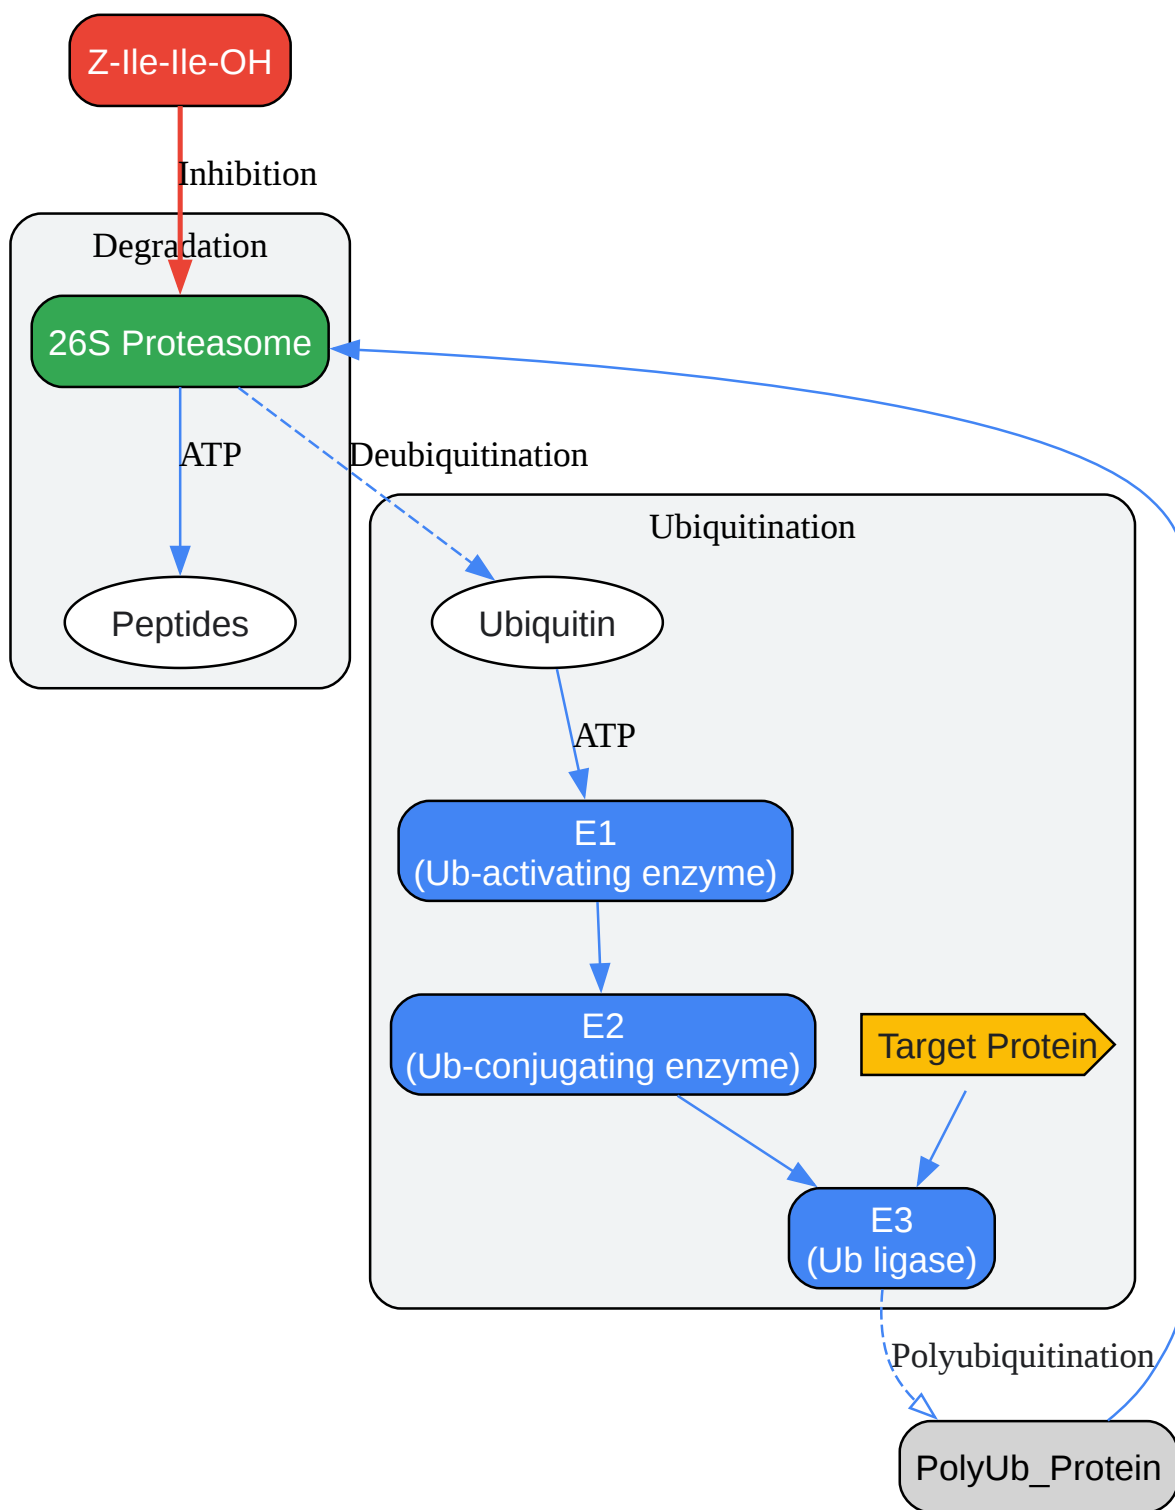 Z-Ile-Ile-OH
Inhibition
Degradation
26S Proteasome
ATP
Deubiquitination
Ubiquitination
Peptides
Ubiquitin
ATP
E1
(Ub-activating enzyme)
E2
(Ub-conjugating enzyme)
Target Protein
E3
(Ub ligase)
Polyubiquitination
PolyUb_Protein